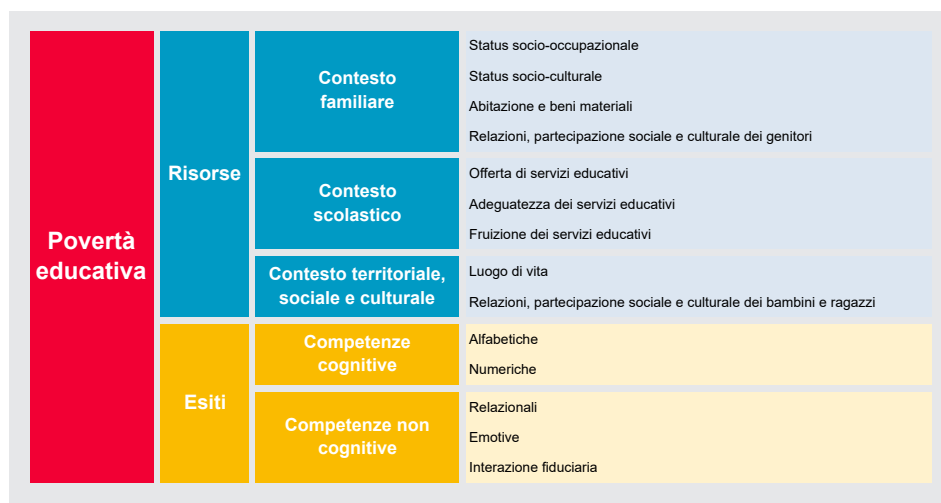 Povertà
educativa
Risorse
Contesto
familiare
Status socio-occupazionale
Status socio-culturale
Abitazione e beni materiali
Relazioni, partecipazione sociale e culturale dei genitori
Contesto
scolastico
Offerta di servizi educativi
Adeguatezza dei servizi educativi
Fruizione dei servizi educativi
Contesto territoriale,
sociale e culturale
Luogo di vita
Relazioni, partecipazione sociale e culturale dei bambini e ragazzi
Esiti
Competenze
cognitive
Alfabetiche
Numeriche
Competenze non
cognitive
Relazionali
Emotive
Interazione fiduciaria